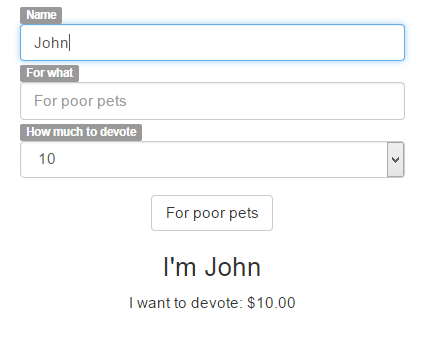 Name
John
For what
For poor pets
How much to devote
10
For poor pets
I'm John
I want to devote: $10.00